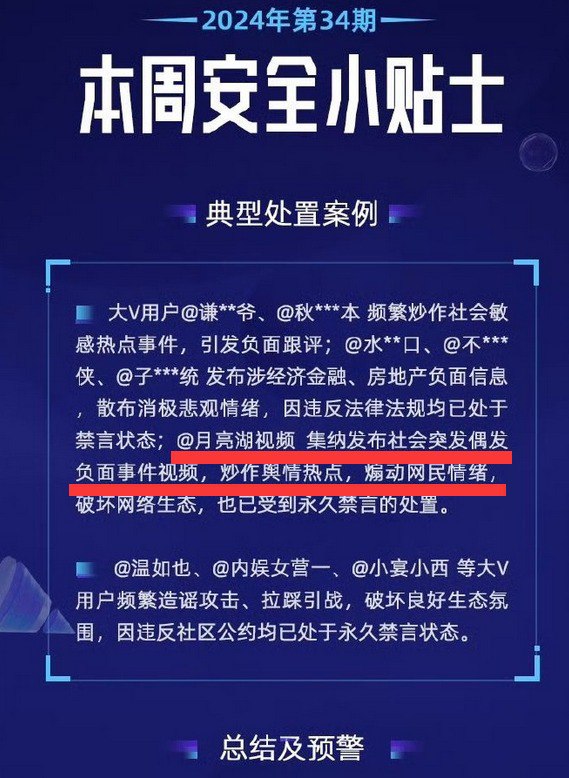 2024年第34期
本周安全小贴士
典型处置案例
大V用户@谦**爷、@秋***本 频繁炒作社会敏
感热点事件，引发负面跟评；@水**口、@不***
侠、@子***统 发布涉经济金融、房地产负面信息
，散布消极悲观情绪，因违反法律法规均已处于
禁言状态；@月亮湖视频 集纳发布社会突发偶发
负面事件视频，炒作舆情热点，煽动网民情绪，
破坏网络生态，也已受到永久禁言的处置。
@温如也、@内娱女营一、@小宴小西 等大V
用户频繁造谣攻击、拉踩引战，破坏良好生态氛
围，因违反社区公约均已处于永久禁言状态。
总结及预警